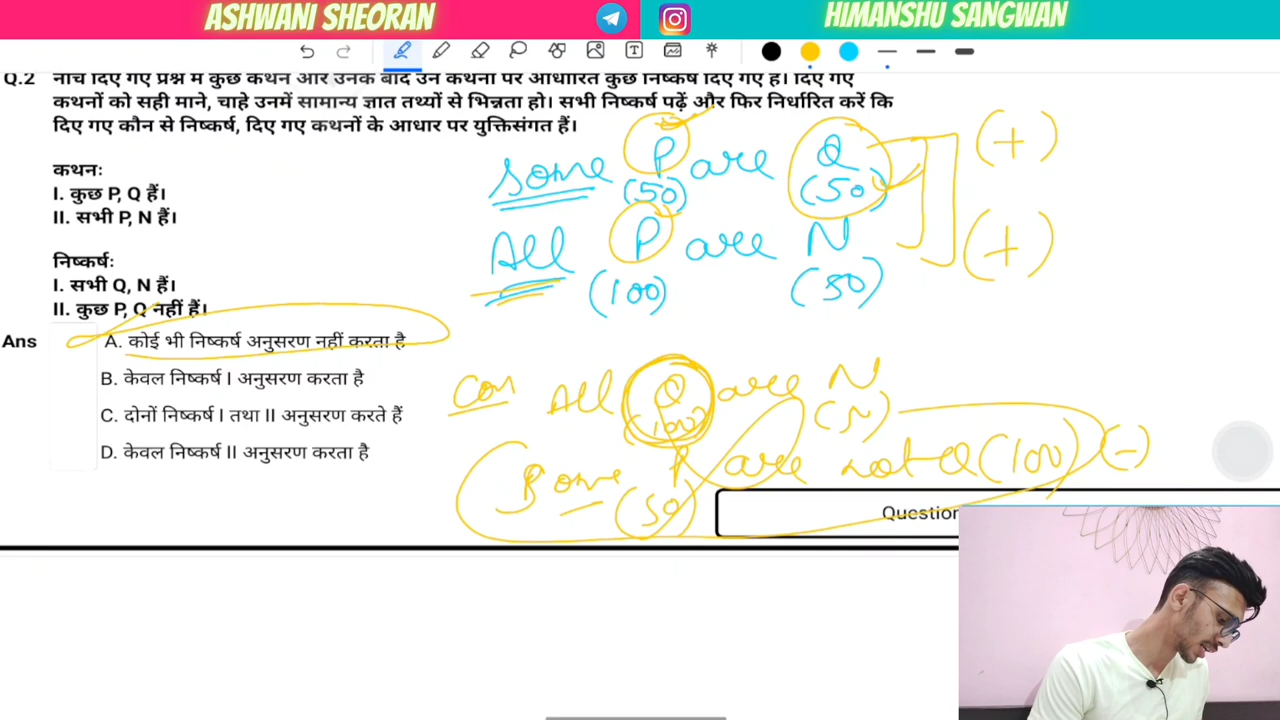 ASHWANI SHEORAN
HIMANSHU SANGWAN
Q.2 नीचे दिए गए प्रश्न में कुछ कथन और उनके बाद उन कथनों पर आधारित कुछ निष्कर्ष दिए गए हैं। दिए गए
कथनों को सही माने, चाहे उनमें सामान्य ज्ञात तथ्यों से भिन्नता हो। सभी निष्कर्ष पढ़ें और फिर निर्धारित करें कि
दिए गए कौन से निष्कर्ष, दिए गए कथनों के आधार पर युक्तिसंगत हैं।
कथन:
I. कुछ P, Q हैं।
II. सभी P, N हैं।
निष्कर्ष:
I. सभी Q, N हैं।
II. कुछ P, Q नहीं हैं।
Ans A. कोई भी निष्कर्ष अनुसरण नहीं करता है
B. केवल निष्कर्ष I अनुसरण करता है
C. दोनों निष्कर्ष I तथा II अनुसरण करते हैं
D. केवल निष्कर्ष II अनुसरण करता है
Some P are Q (+)
(50) (50)
All P are N (+)
(100) (50)
Con All Q are N
(100)
Some P are not Q (100) (-)
(50)
Question